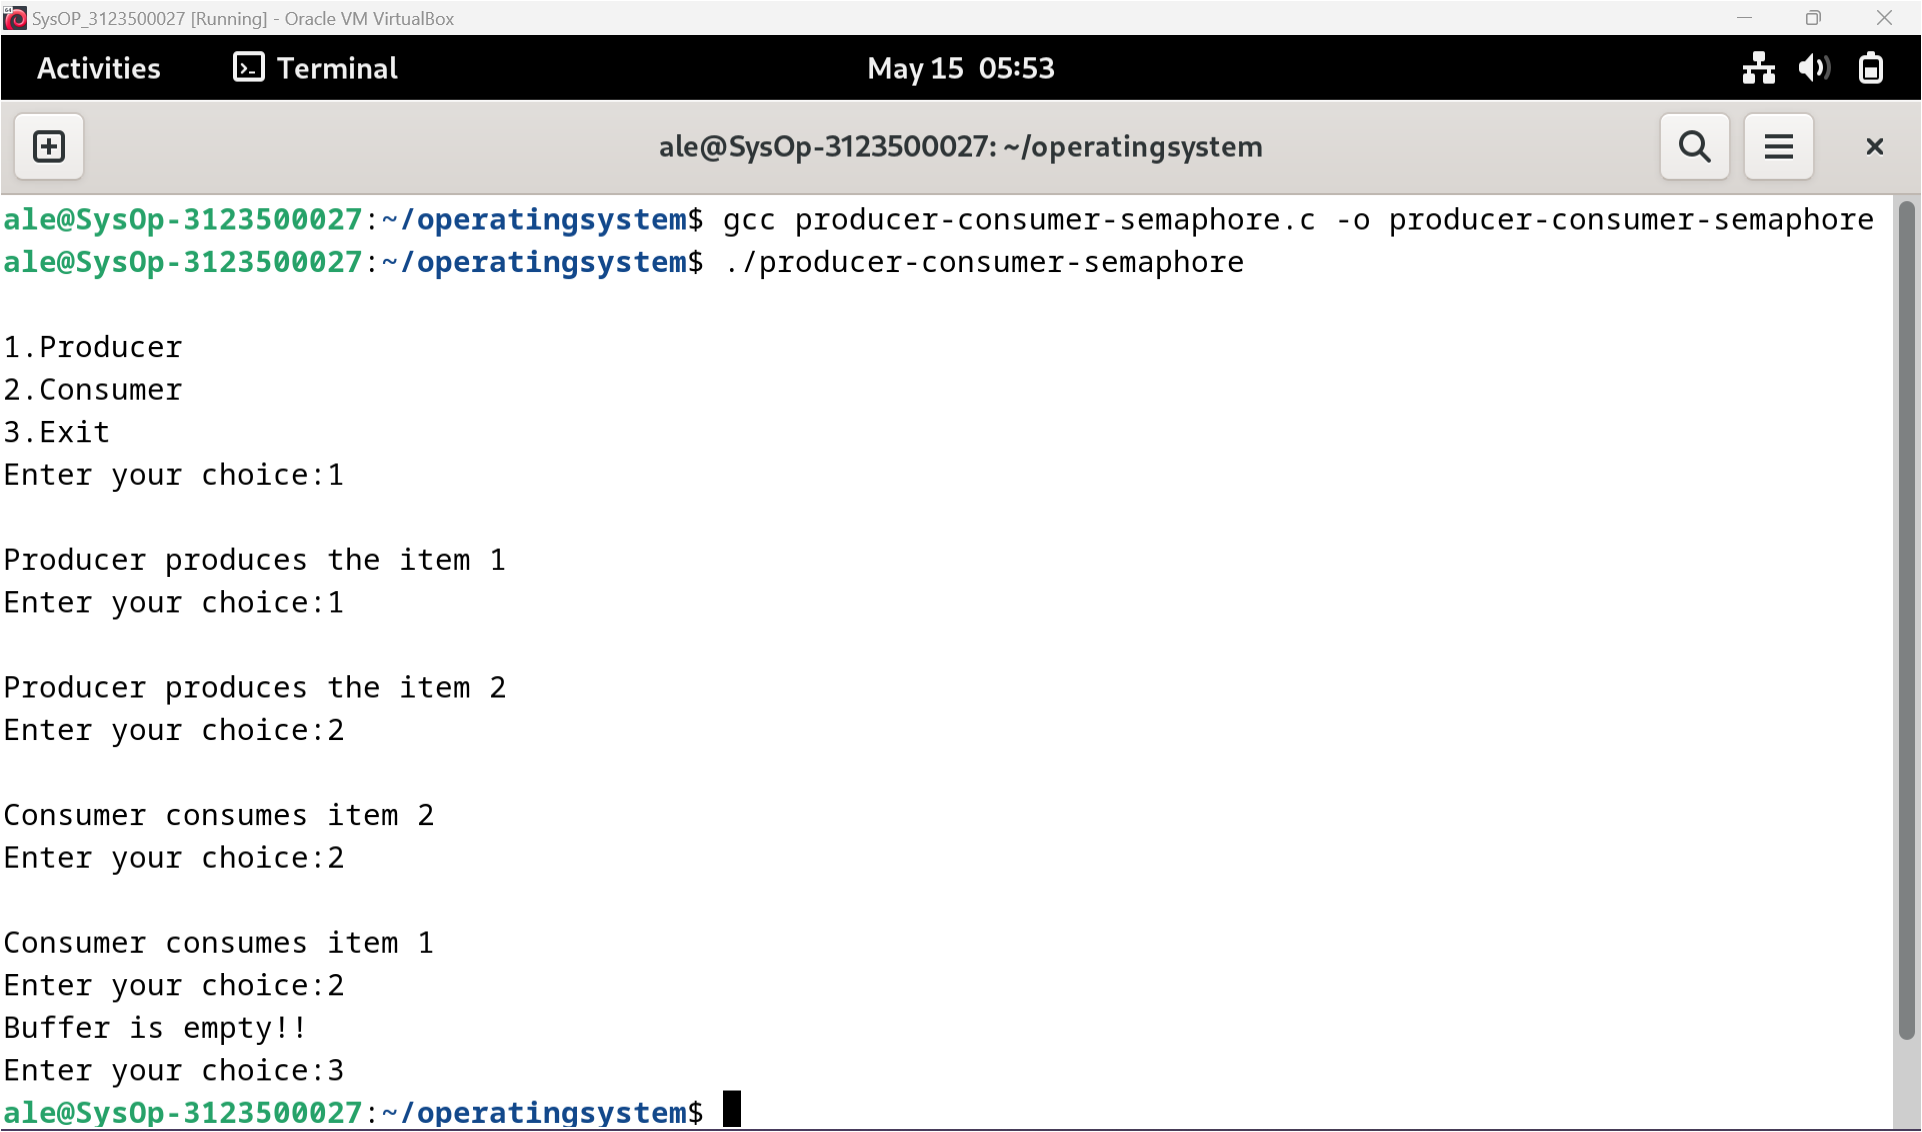 SysOP_3123500027 [Running] - Oracle VM VirtualBox
Activities Terminal May 15 05:53
ale@SysOp-3123500027: ~/operatingsystem
ale@SysOp-3123500027:~/operatingsystem$ gcc producer-consumer-semaphore.c -o producer-consumer-semaphore
ale@SysOp-3123500027:~/operatingsystem$ ./producer-consumer-semaphore
1.Producer
2.Consumer
3.Exit
Enter your choice:1
Producer produces the item 1
Enter your choice:1
Producer produces the item 2
Enter your choice:2
Consumer consumes item 2
Enter your choice:2
Consumer consumes item 1
Enter your choice:2
Buffer is empty!!
Enter your choice:3
ale@SysOp-3123500027:~/operatingsystem$